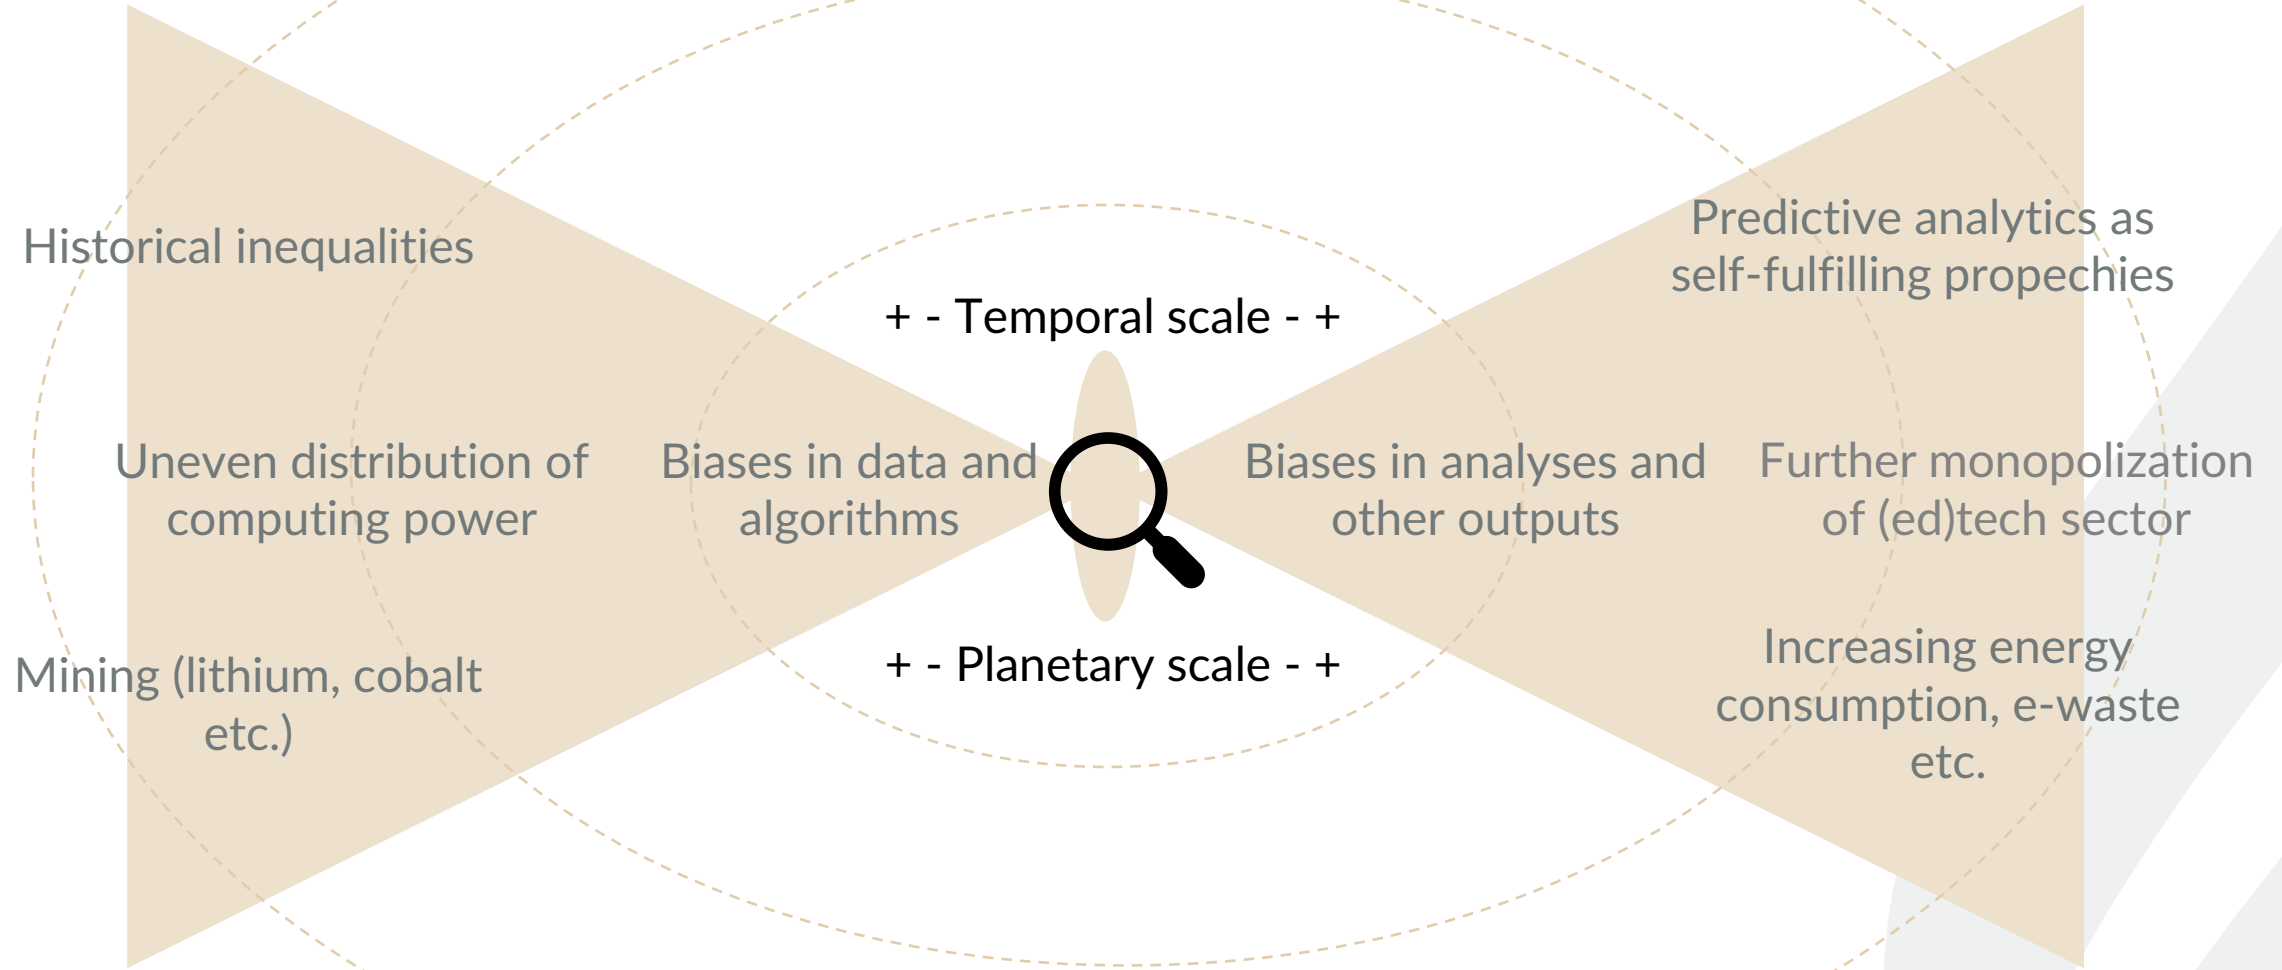 Historical inequalities
Predictive analytics as
self-fulfilling propechies
+ - Temporal scale - +
Uneven distribution of
computing power
Biases in data and
algorithms
Biases in analyses and
other outputs
Further monopolization
of (ed)tech sector
+ - Planetary scale - +
Mining (lithium, cobalt
etc.)
Increasing energy
consumption, e-waste
etc.